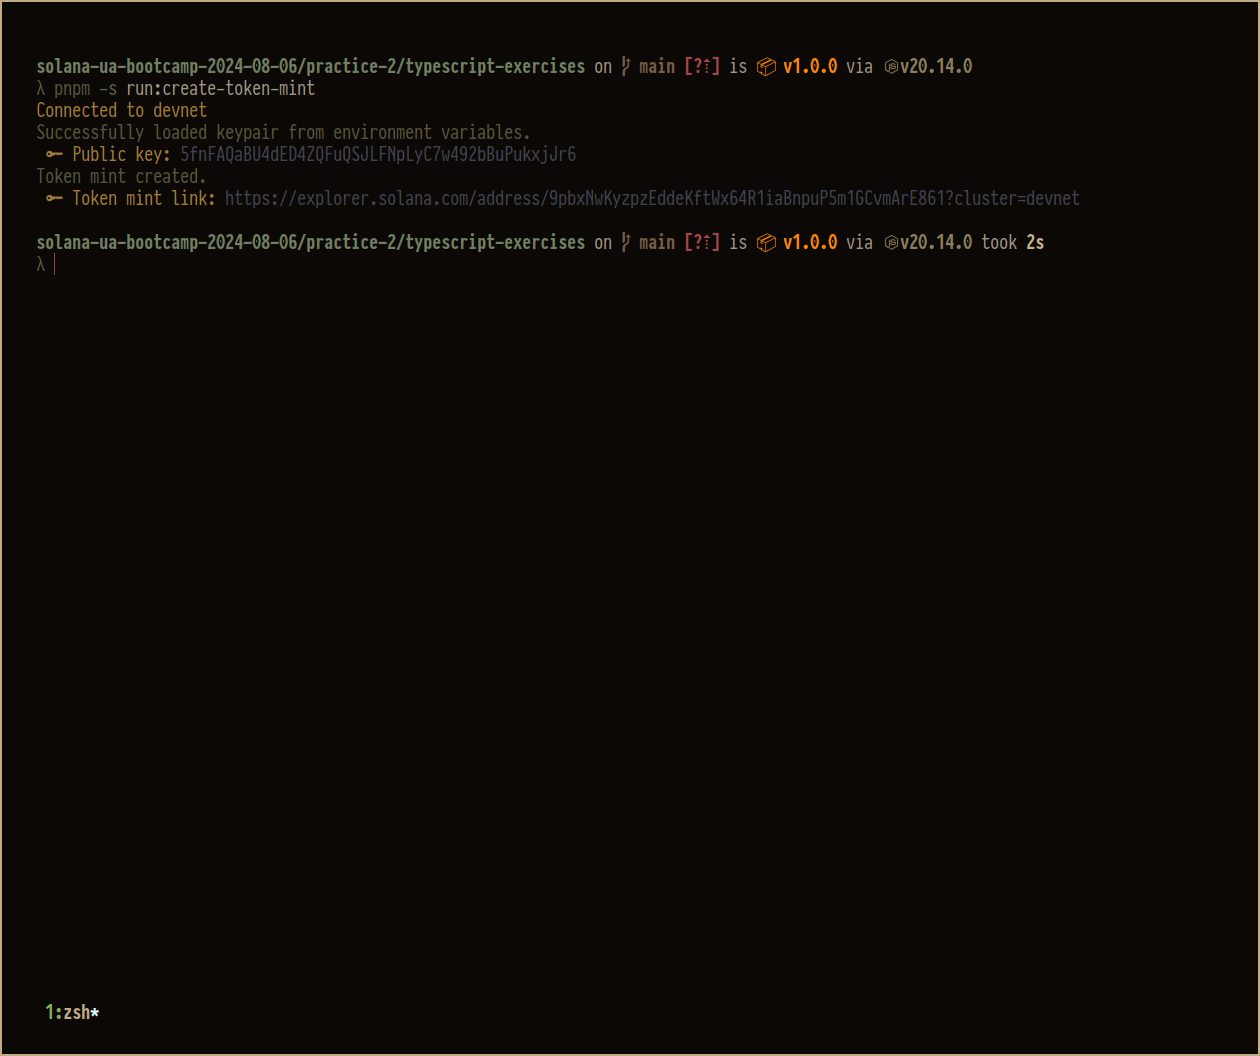 solana-ua-bootcamp-2024-08-06/practice-2/typescript-exercises on main [?⇡] is 📦 v1.0.0 via v20.14.0
λ pnpm -s run:create-token-mint
Connected to devnet
Successfully loaded keypair from environment variables.
Public key: 5fnFAQaBU4dED4ZQFuQSJLFNpLyC7w492bBuPukxjJr6
Token mint created.
Token mint link: https://explorer.solana.com/address/9pbxNwKyzpzEddeKftWx64R1iaBnpuP5m1GCvmArE861?cluster=devnet
solana-ua-bootcamp-2024-08-06/practice-2/typescript-exercises on main [?⇡] is 📦 v1.0.0 via v20.14.0 took 2s
λ
1:zsh*